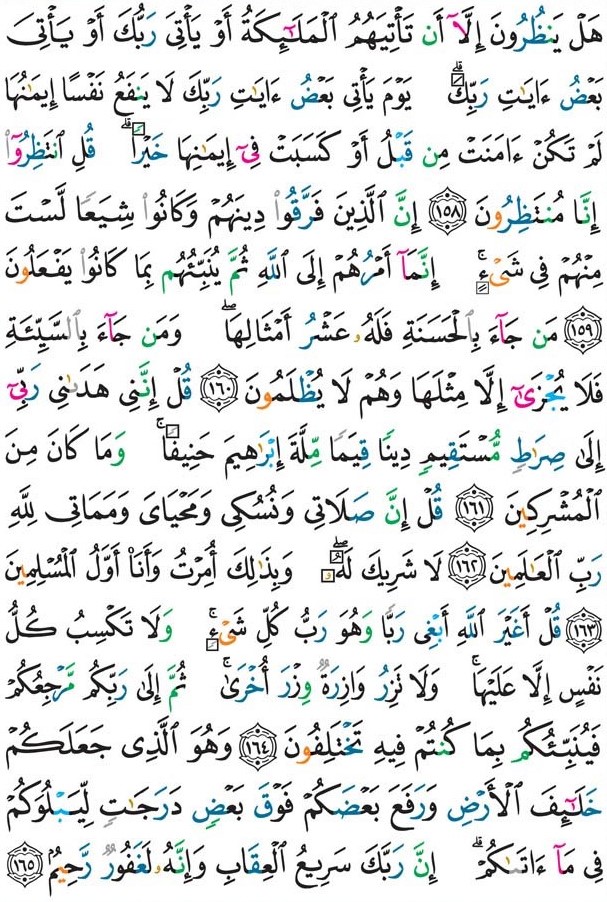 هَلْ يَنظُرُونَ إِلَّآ أَن تَأْتِيَهُمُ ٱلْمَلَـٰٓئِكَةُ أَوْ يَأْتِىَ رَبُّكَ أَوْ يَأْتِىَ
بَعْضُ ءَايَـٰتِ رَبِّكَ ۗ يَوْمَ يَأْتِى بَعْضُ ءَايَـٰتِ رَبِّكَ لَا يَنفَعُ نَفْسًا إِيمَـٰنُهَا
لَمْ تَكُنْ ءَامَنَتْ مِن قَبْلُ أَوْ كَسَبَتْ فِىٓ إِيمَـٰنِهَا خَيْرًا ۗ قُلِ ٱنتَظِرُوٓا۟
إِنَّا مُنتَظِرُونَ ١٥٨ إِنَّ ٱلَّذِينَ فَرَّقُوا۟ دِينَهُمْ وَكَانُوا۟ شِيَعًا لَّسْتَ
مِنْهُمْ فِى شَىْءٍ ۚ إِنَّمَآ أَمْرُهُمْ إِلَى ٱللَّهِ ثُمَّ يُنَبِّئُهُم بِمَا كَانُوا۟ يَفْعَلُونَ
١٥٩ مَن جَآءَ بِٱلْحَسَنَةِ فَلَهُۥ عَشْرُ أَمْثَالِهَا ۖ وَمَن جَآءَ بِٱلسَّيِّئَةِ
فَلَا يُجْزَىٰٓ إِلَّا مِثْلَهَا وَهُمْ لَا يُظْلَمُونَ ١٦٠ قُلْ إِنَّنِى هَدَىٰنِى رَبِّىٓ
إِلَىٰ صِرَٰطٍ مُّسْتَقِيمٍ دِينًا قِيَمًا مِّلَّةَ إِبْرَٰهِيمَ حَنِيفًا ۚ وَمَا كَانَ مِنَ
ٱلْمُشْرِكِينَ ١٦١ قُلْ إِنَّ صَلَاتِى وَنُسُكِى وَمَحْيَاىَ وَمَمَاتِى لِلَّهِ
رَبِّ ٱلْعَـٰلَمِينَ ١٦٢ لَا شَرِيكَ لَهُۥ ۖ وَبِذَٰلِكَ أُمِرْتُ وَأَنَا۠ أَوَّلُ ٱلْمُسْلِمِينَ
١٦٣ قُلْ أَغَيْرَ ٱللَّهِ أَبْغِى رَبًّا وَهُوَ رَبُّ كُلِّ شَىْءٍ ۚ وَلَا تَكْسِبُ كُلُّ
نَفْسٍ إِلَّا عَلَيْهَا ۚ وَلَا تَزِرُ وَازِرَةٌ وِزْرَ أُخْرَىٰ ۚ ثُمَّ إِلَىٰ رَبِّكُم مَّرْجِعُكُمْ
فَيُنَبِّئُكُم بِمَا كُنتُمْ فِيهِ تَخْتَلِفُونَ ١٦٤ وَهُوَ ٱلَّذِى جَعَلَكُمْ
خَلَـٰٓئِفَ ٱلْأَرْضِ وَرَفَعَ بَعْضَكُمْ فَوْقَ بَعْضٍ دَرَجَـٰتٍ لِّيَبْلُوَكُمْ
فِى مَآ ءَاتَىٰكُمْ ۗ إِنَّ رَبَّكَ سَرِيعُ ٱلْعِقَابِ وَإِنَّهُۥ لَغَفُورٌ رَّحِيمٌۢ ١٦٥